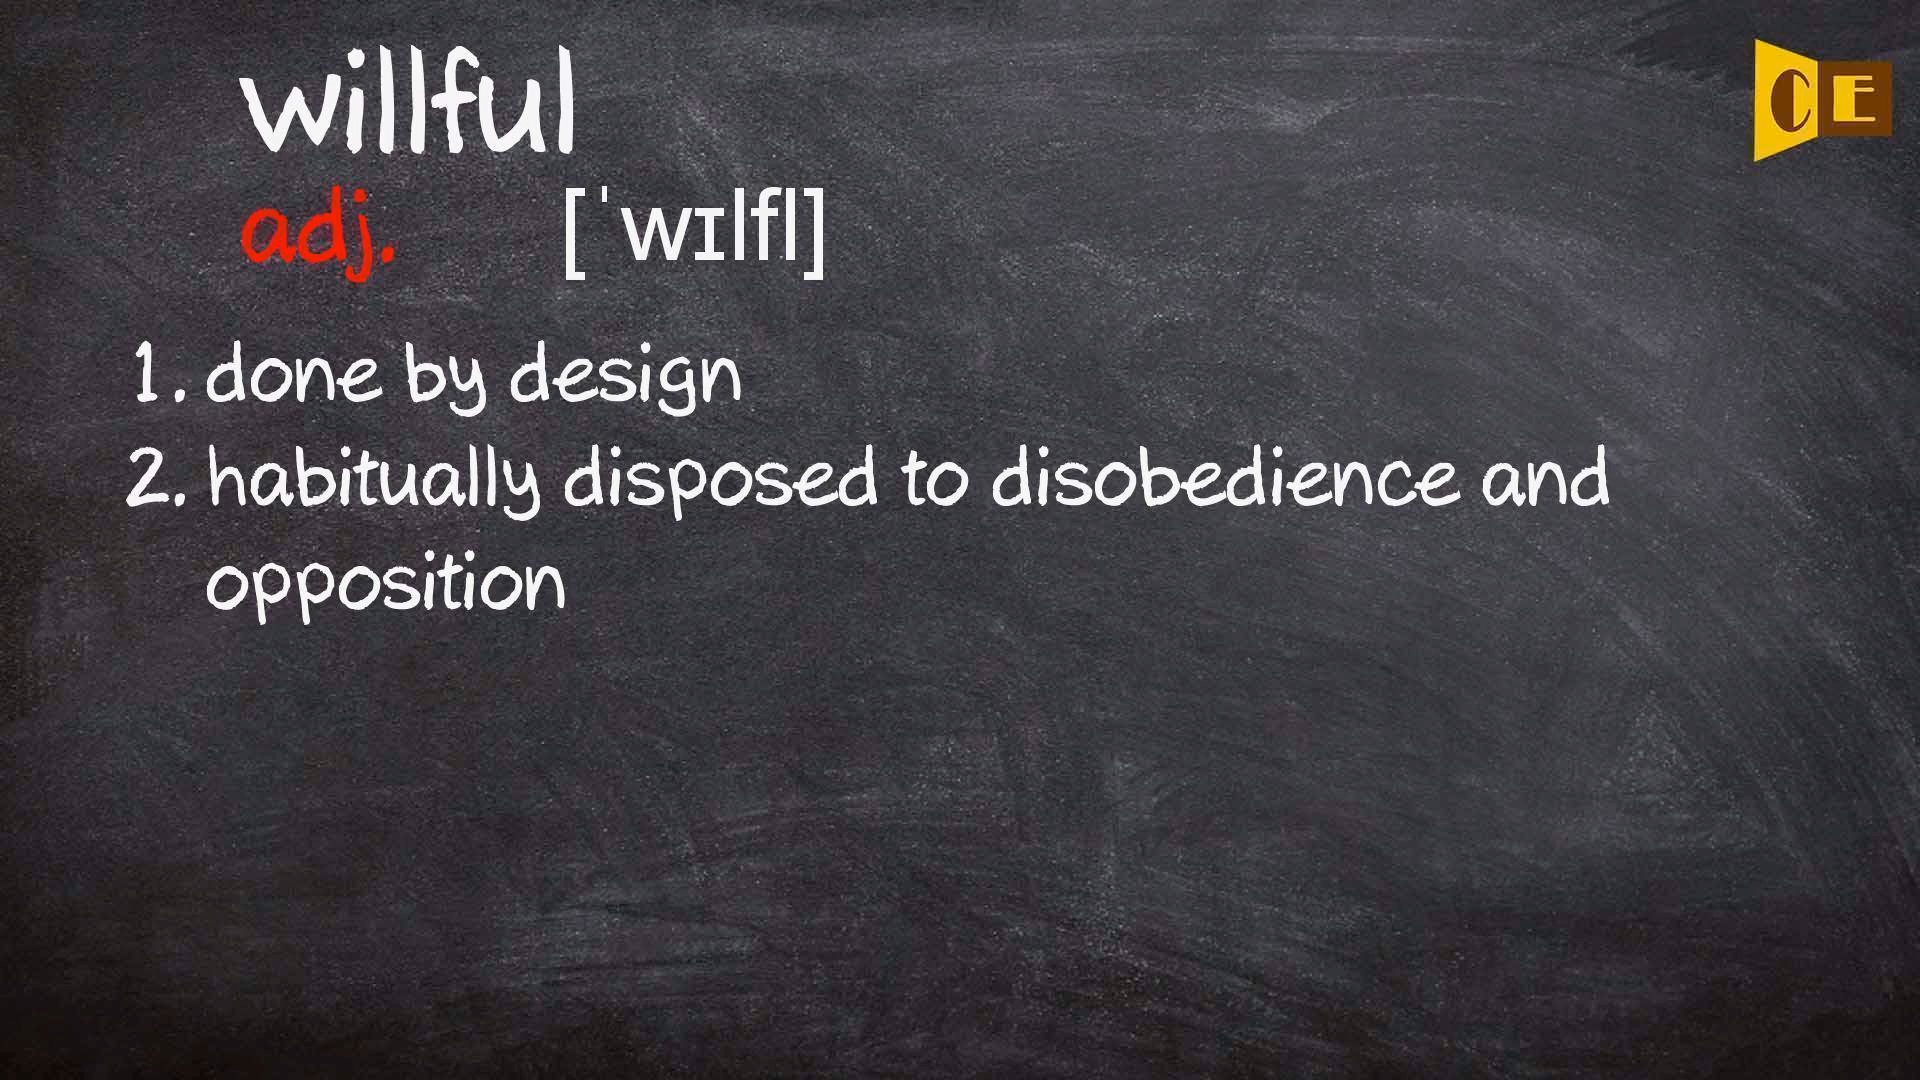 willful
CE
adj. [ˈwɪlfl]
1. done by design
2. habitually disposed to disobedience and
opposition